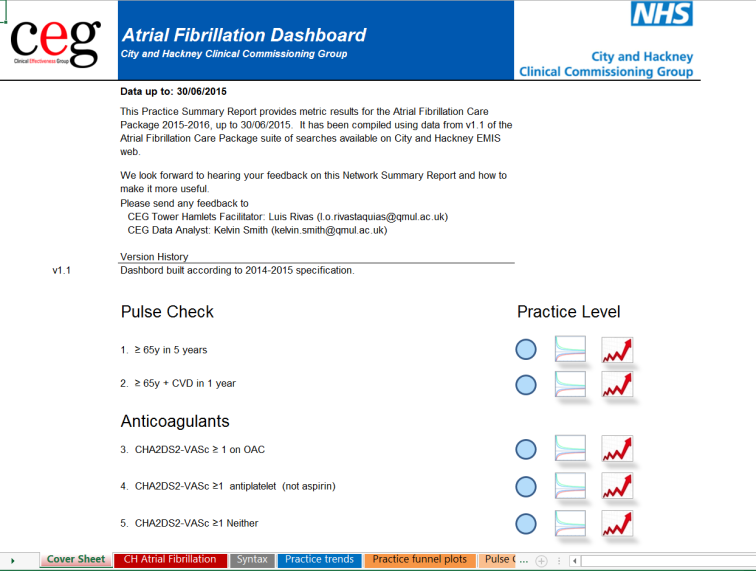 ceg
Clinical Effectiveness Group
Atrial Fibrillation Dashboard
City and Hackney Clinical Commissioning Group
NHS
City and Hackney
Clinical Commissioning Group
Data up to: 30/06/2015
This Practice Summary Report provides metric results for the Atrial Fibrillation Care
Package 2015-2016, up to 30/06/2015. It has been compiled using data from v1.1 of the
Atrial Fibrillation Care Package suite of searches available on City and Hackney EMIS
web.
We look forward to hearing your feedback on this Network Summary Report and how to
make it more useful.
Please send any feedback to
CEG Tower Hamlets Facilitator: Luis Rivas (l.o.rivastaquias@qmul.ac.uk)
CEG Data Analyst: Kelvin Smith (kelvin.smith@qmul.ac.uk)
Version History
v1.1 Dashbord built according to 2014-2015 specification.
Pulse Check Practice Level
1. ≥ 65y in 5 years
2. ≥ 65y + CVD in 1 year
Anticoagulants
3. CHA2DS2-VASc ≥ 1 on OAC
4. CHA2DS2-VASc ≥1 antiplatelet (not aspirin)
5. CHA2DS2-VASc ≥1 Neither
Cover Sheet CH Atrial Fibrillation Syntax Practice trends Practice funnel plots Pulse ...